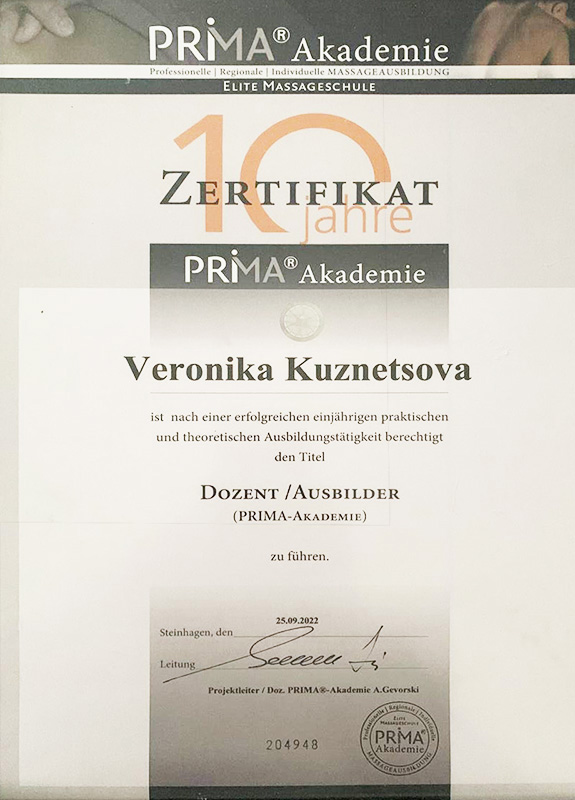 PRiMA® Akademie
Professionelle | Regionale | Individuelle MASSAGEAUSBILDUNG
ELITE MASSAGESCHULE
10
ZERTIFIKAT
jahre
PRiMA® Akademie
Veronika Kuznetsova
ist nach einer erfolgreichen einjährigen praktischen
und theoretischen Ausbildungstätigkeit berechtigt
den Titel
DOZENT /AUSBILDER
(PRIMA-AKADEMIE)
zu führen.
25.09.2022
Steinhagen, den
Leitung
Projektleiter / Doz. PRIMA®-Akademie A.Gevorski
204948
Professionelle | Regionale | Individuelle
ELITE
MASSAGESCHULE
PRiMA®
Akademie
MASSAGEAUSBILDUNG